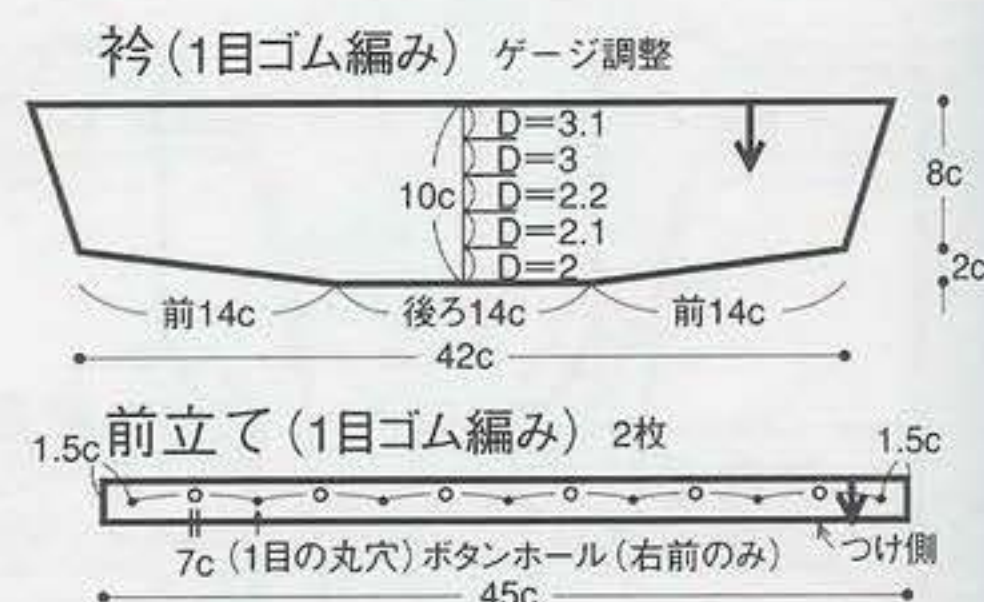 衿（1目ゴム編み） ゲージ調整
D=3.1
D=3
10c
D=2.2
D=2.1
D=2
8c
2c
前14c 後ろ14c 前14c
42c
前立て（1目ゴム編み） 2枚
1.5c 1.5c
7c（1目の丸穴）ボタンホール（右前のみ） つけ側
45c